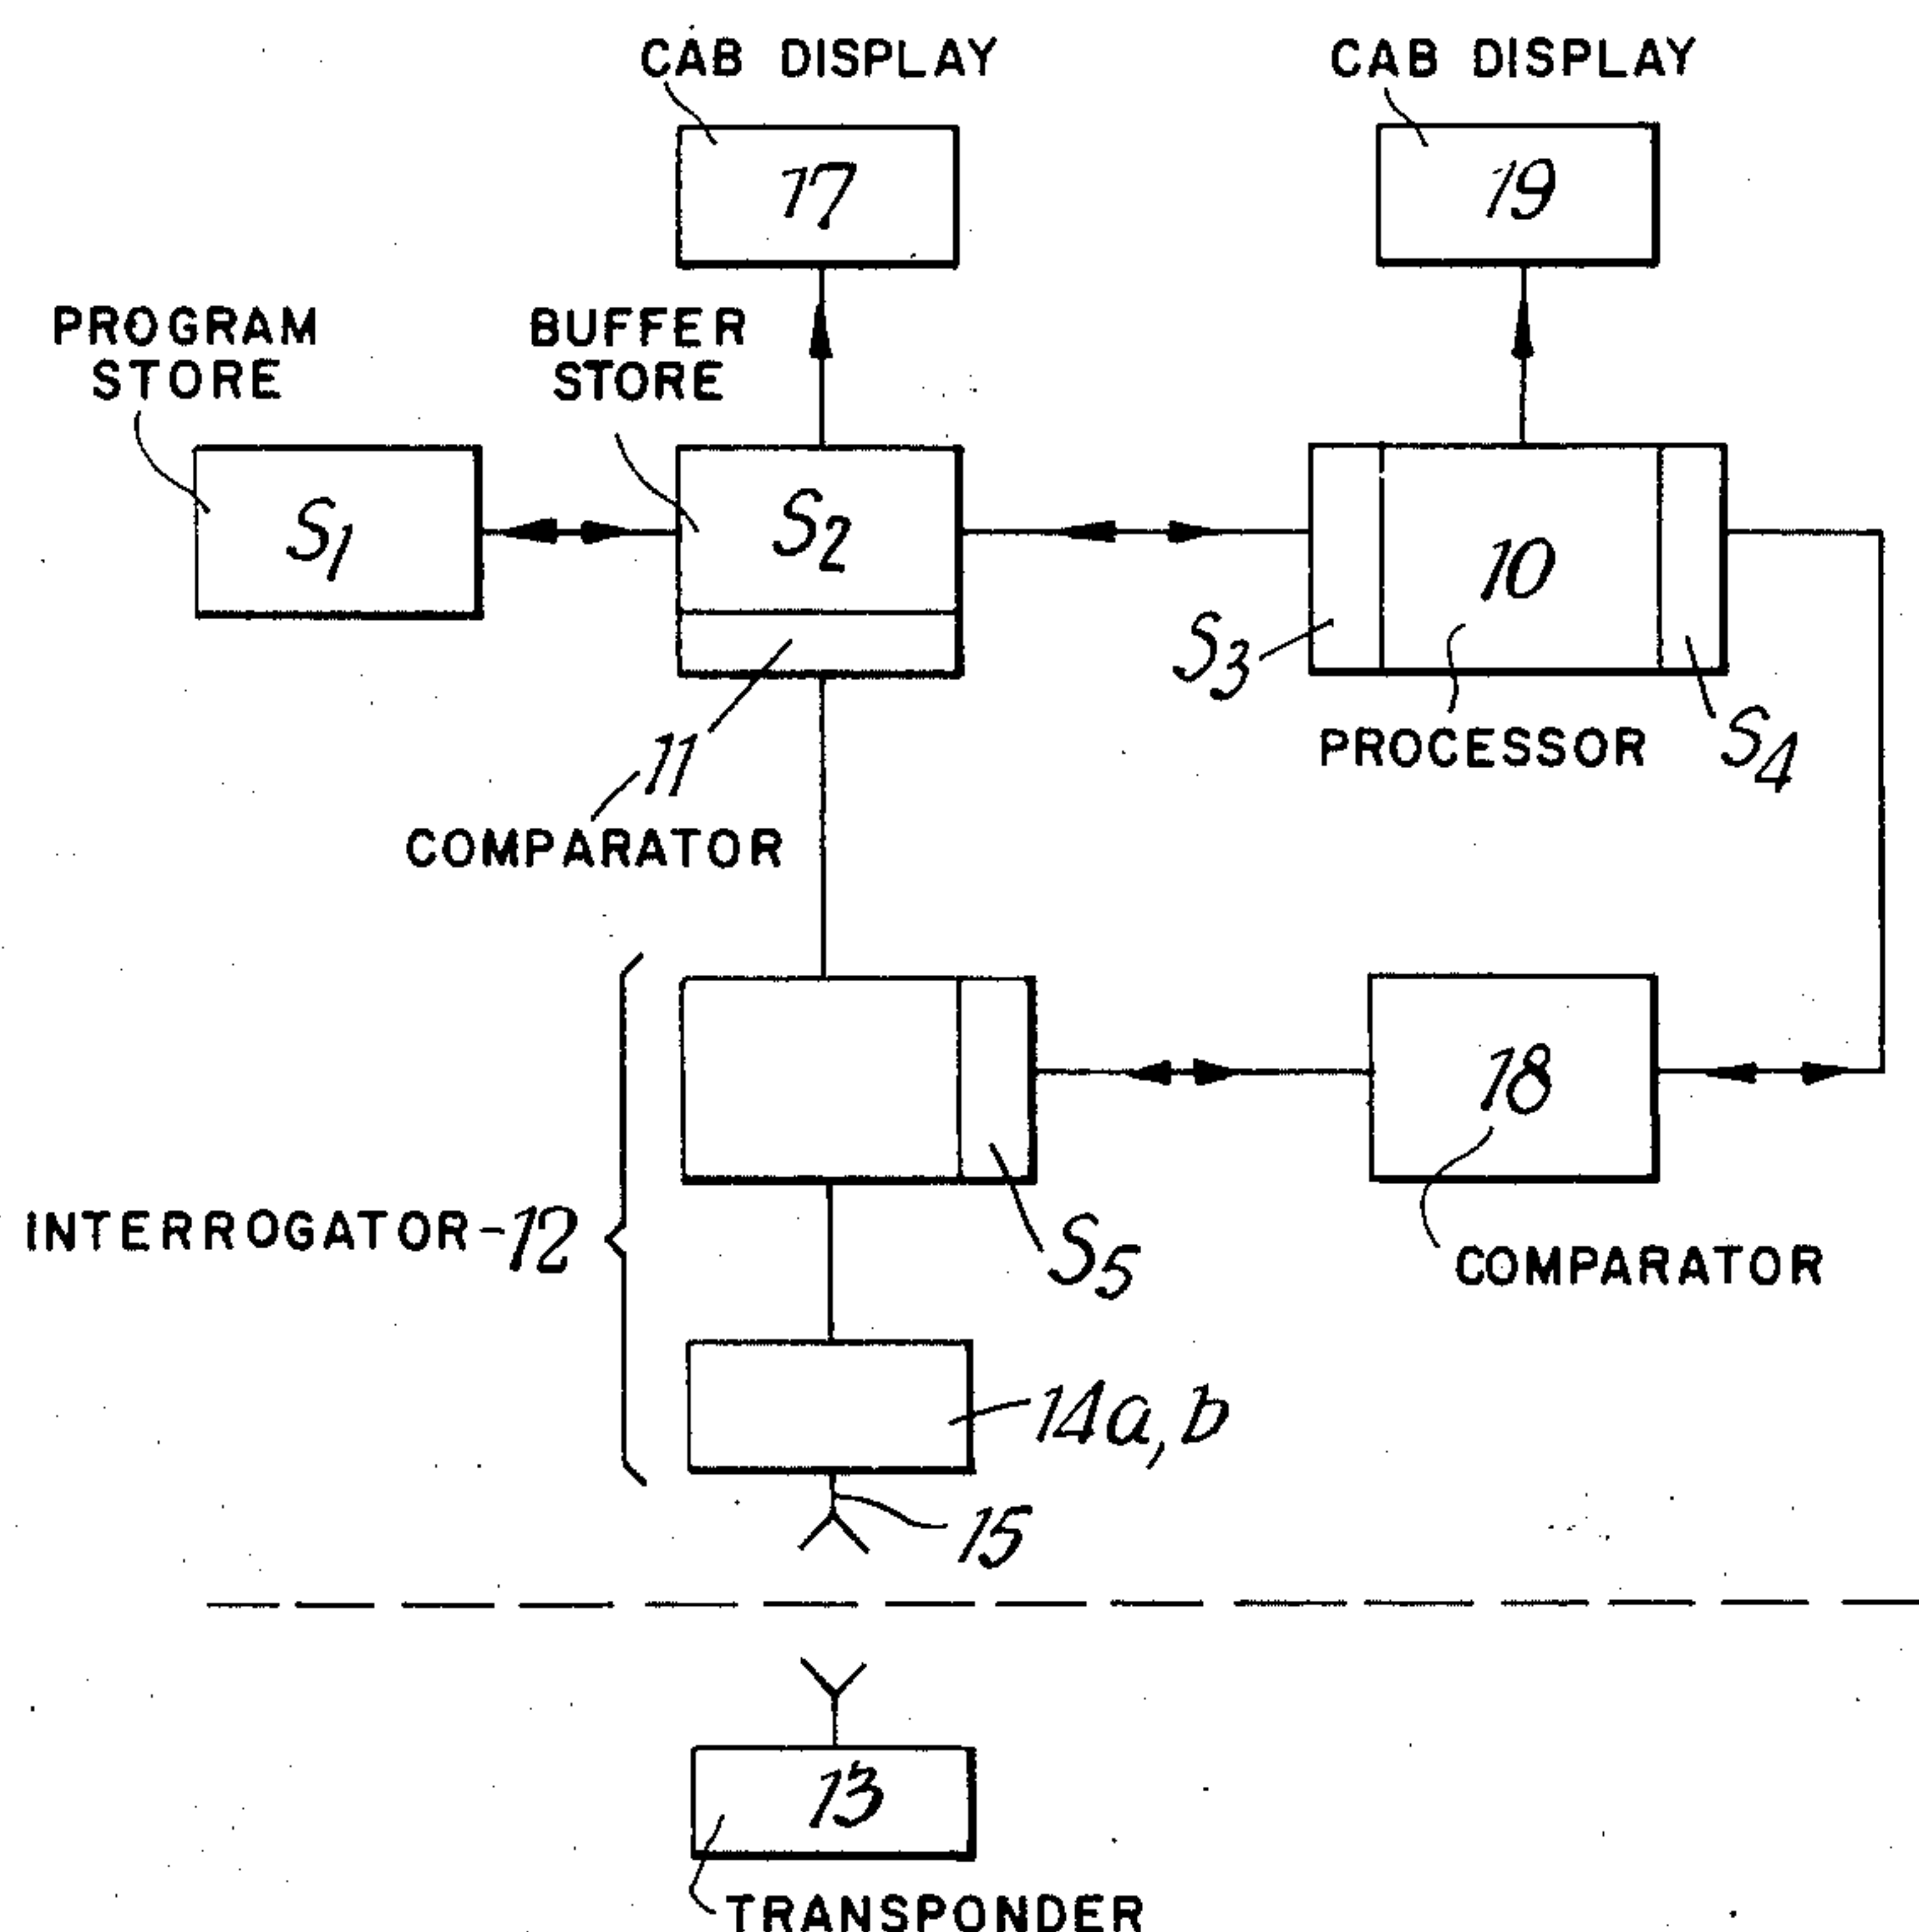 CAB DISPLAY
CAB DISPLAY
17
19
PROGRAM
STORE
BUFFER
STORE
S1
S2
10
S3
S4
PROCESSOR
11
COMPARATOR
18
INTERROGATOR-12
S5
COMPARATOR
14a, b
15
13
TRANSPONDER